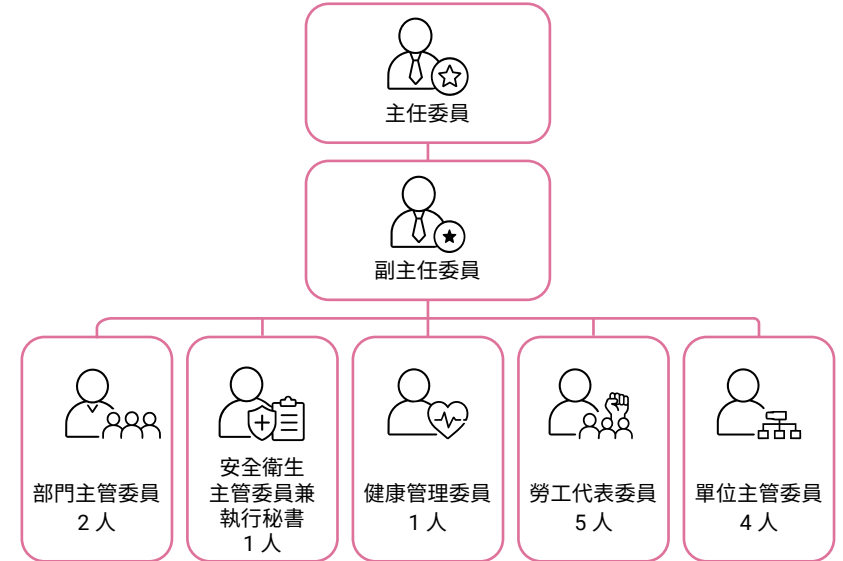 主任委員
副主任委員
部門主管委員
2 人
安全衛生
主管委員兼
執行秘書
1 人
健康管理委員
1 人
勞工代表委員
5 人
單位主管委員
4 人